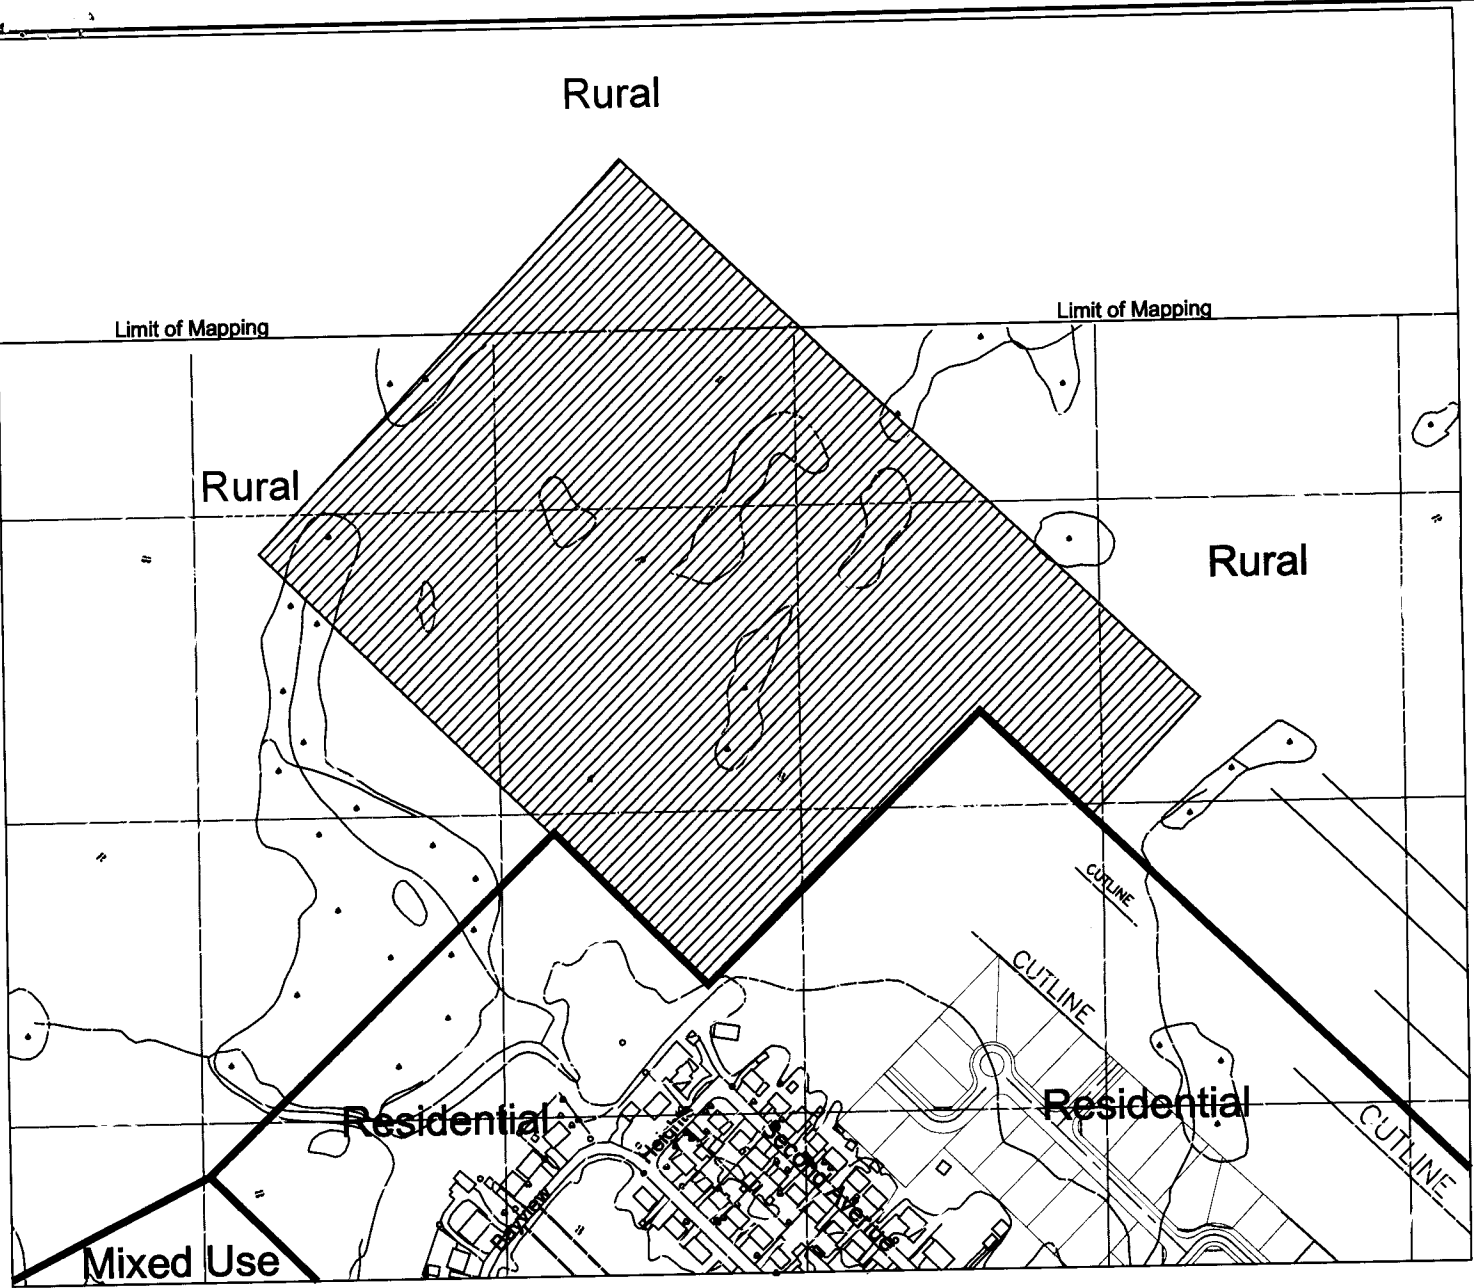 Rural
Limit of Mapping
Limit of Mapping
Rural
Rural
CUTLINE
CUTLINE
Residential
Residential
CUTLINE
Heights
Second Avenue
Bayview
Mixed Use